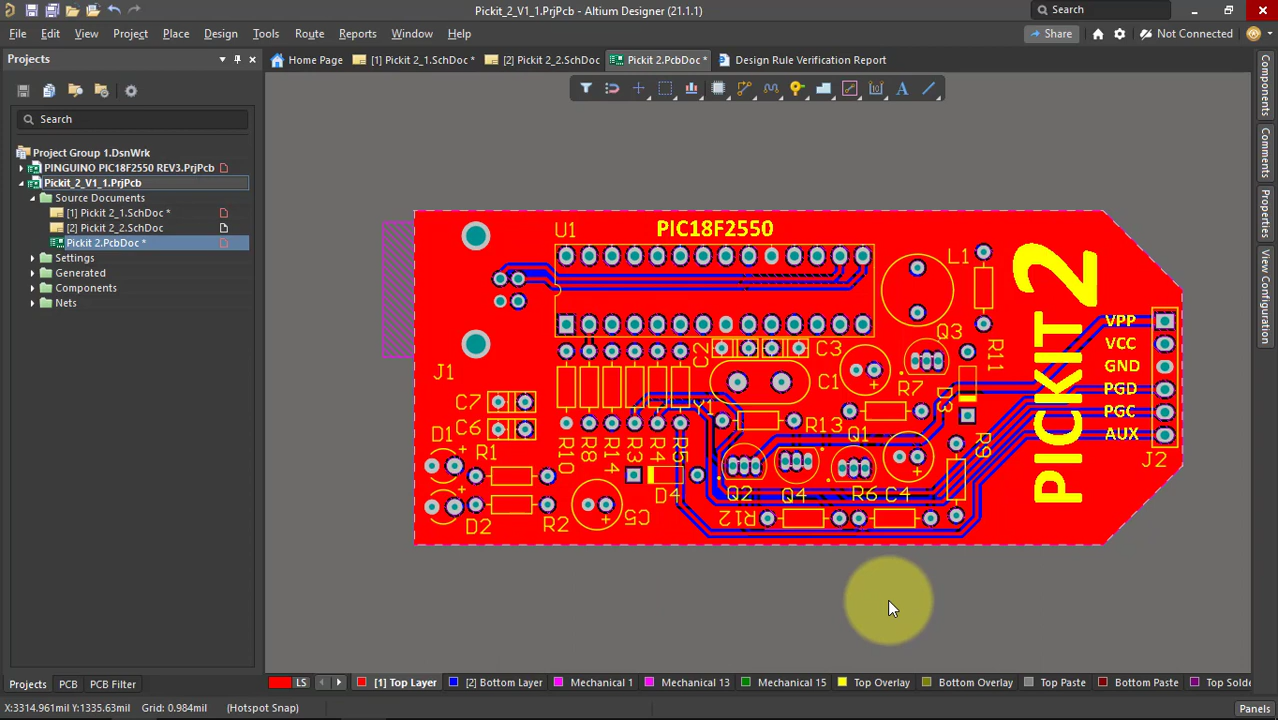 Pickit_2_V1_1.PrjPcb - Altium Designer (21.1.1)
Search
File Edit View Project Place Design Tools Route Reports Window Help
Share
Not Connected
Projects
Home Page
[1] Pickit 2_1.SchDoc *
[2] Pickit 2_2.SchDoc
Pickit 2.PcbDoc *
Design Rule Verification Report
Search
Project Group 1.DsnWrk
PINGUINO PIC18F2550 REV3.PrjPcb
Pickit_2_V1_1.PrjPcb
Source Documents
[1] Pickit 2_1.SchDoc *
[2] Pickit 2_2.SchDoc
Pickit 2.PcbDoc *
Settings
Generated
Components
Nets
Components
Comments
Properties
View Configuration
U1
PIC18F2550
L1
PICKIT 2
Q3
VPP
VCC
GND
PGD
PGC
AUX
J2
C2
C3
R11
J1
C1
R7
D3
C7
Y1
C6
R13
D1
R1
R10
R8
R14
R3
R4
R5
Q1
R9
D4
Q2
Q4
R6
C4
D2
R2
C5
R12
Projects PCB PCB Filter
LS
[1] Top Layer
[2] Bottom Layer
Mechanical 1
Mechanical 13
Mechanical 15
Top Overlay
Bottom Overlay
Top Paste
Bottom Paste
Top Solde
X:3314.961mil Y:1335.63mil Grid: 0.984mil (Hotspot Snap)
Panels